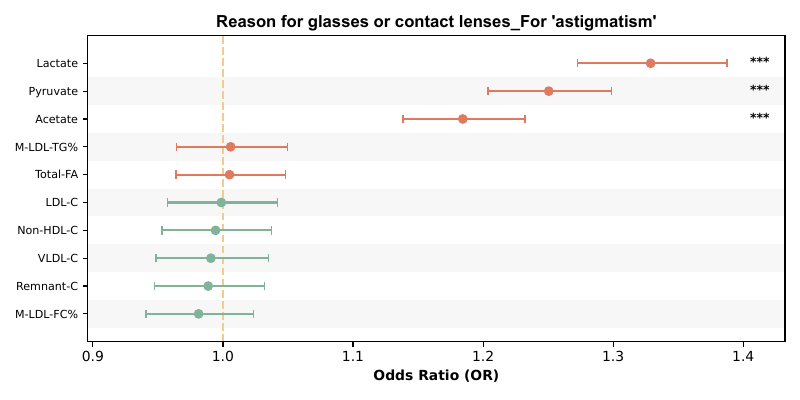 Reason for glasses or contact lenses_For 'astigmatism'
Lactate ***
Pyruvate ***
Acetate ***
M-LDL-TG%
Total-FA
LDL-C
Non-HDL-C
VLDL-C
Remnant-C
M-LDL-FC%
0.9 1.0 1.1 1.2 1.3 1.4
Odds Ratio (OR)